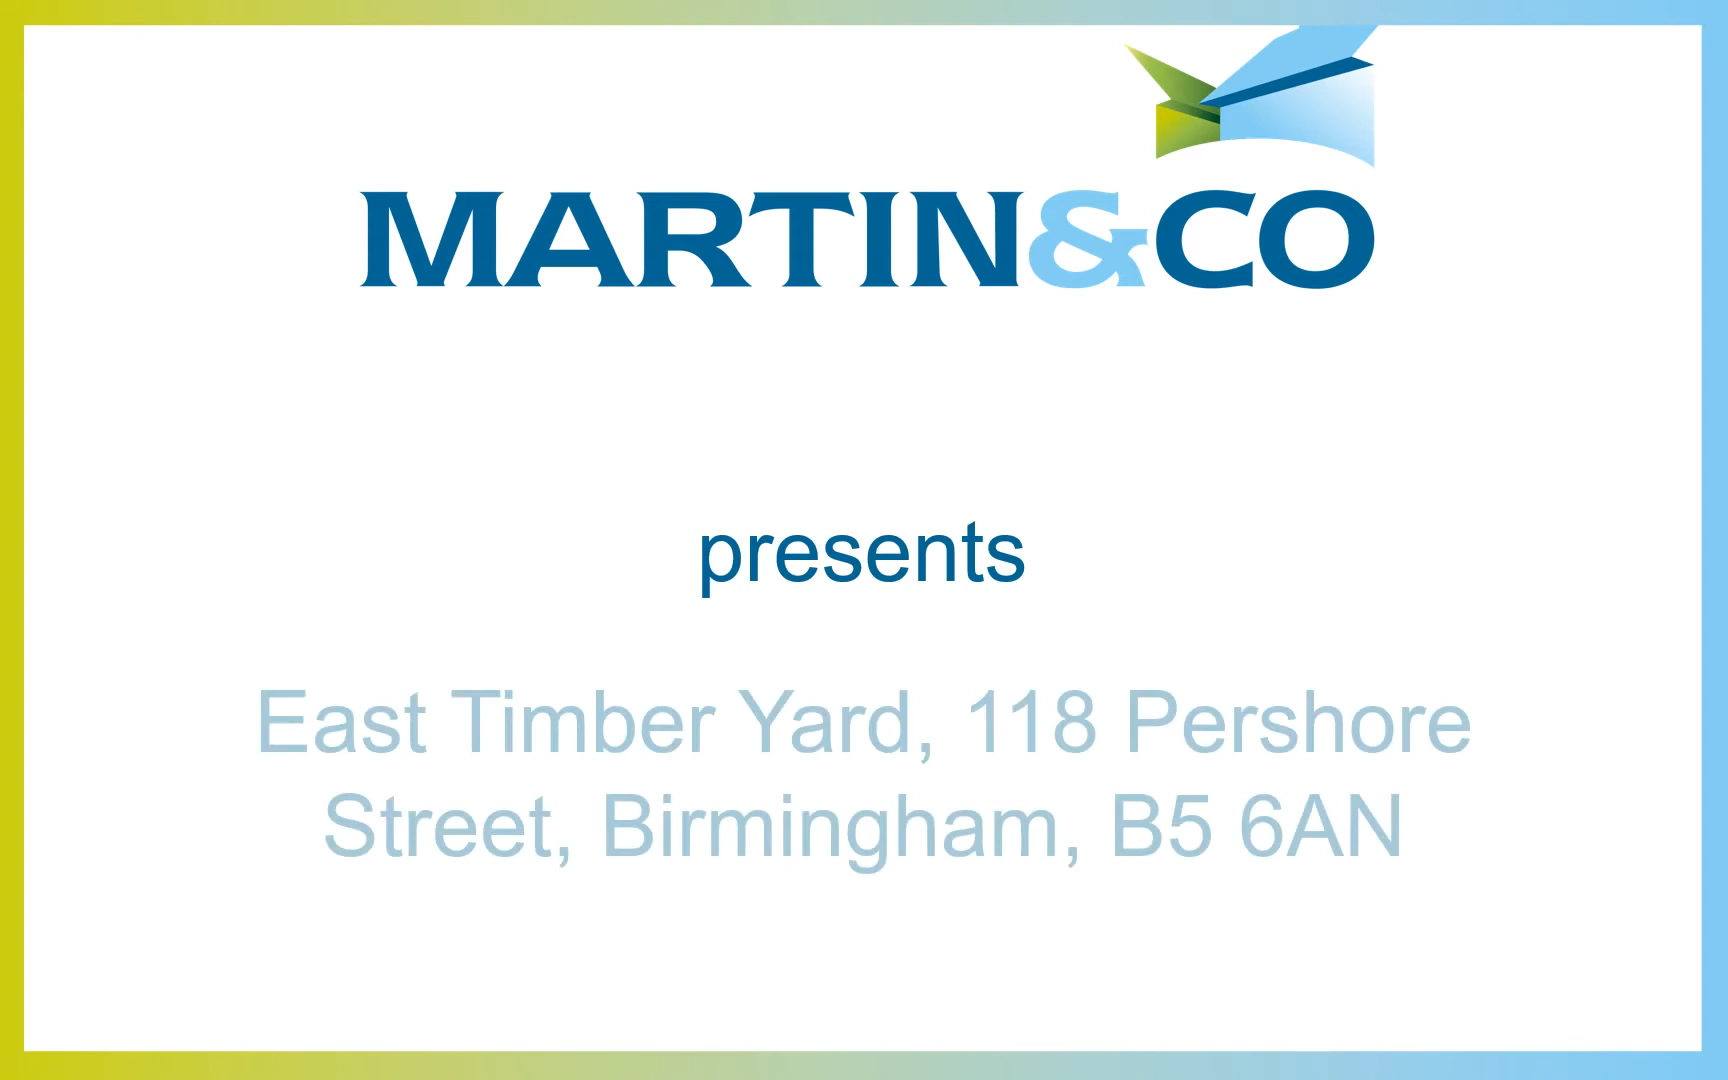 MARTIN&CO
presents
East Timber Yard, 118 Pershore
Street, Birmingham, B5 6AN